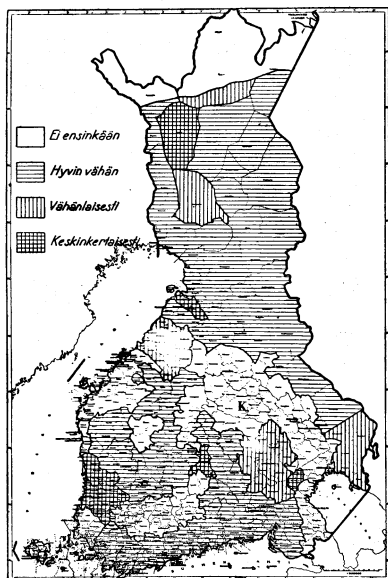 Ei ensinkään
Hyvin vähän
Vähänlaisesti
Keskinkertaisesti
K